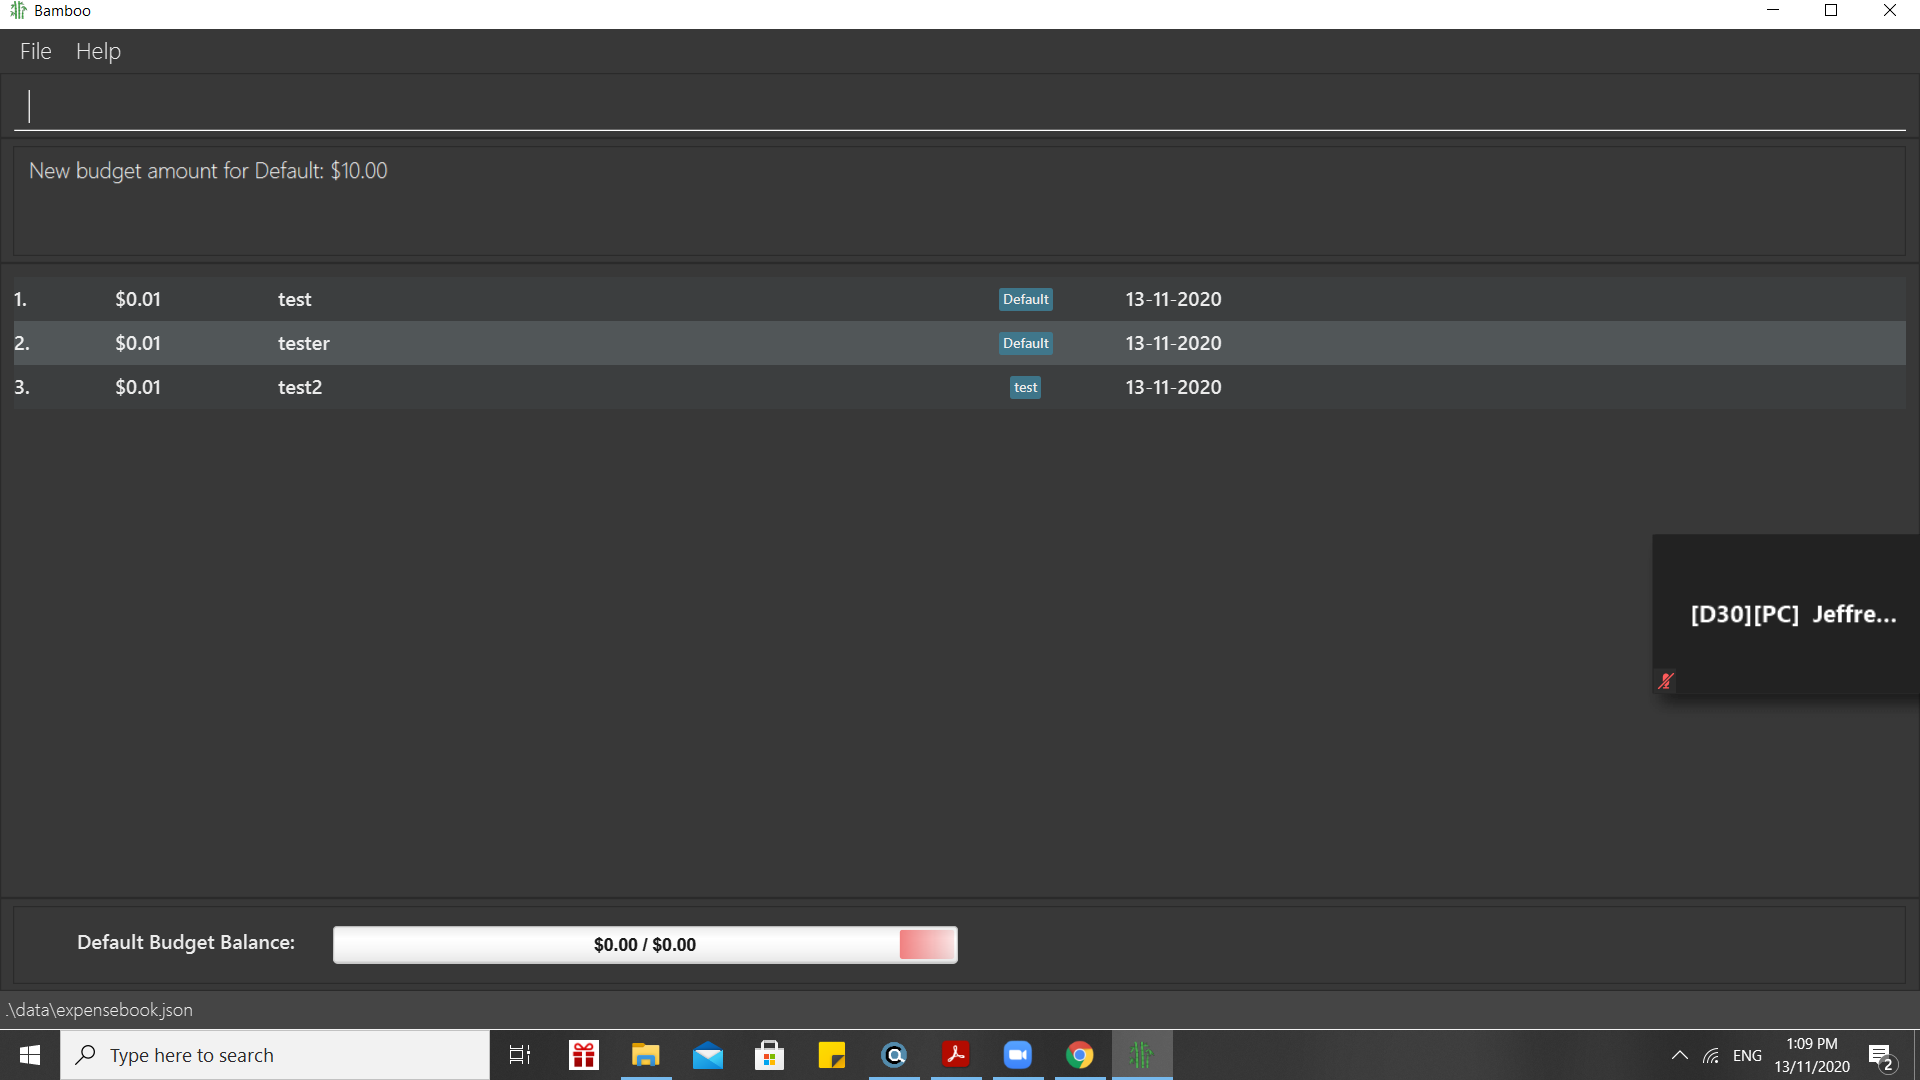 Bamboo
File Help
New budget amount for Default: $10.00
1. $0.01 test Default 13-11-2020
2. $0.01 tester Default 13-11-2020
3. $0.01 test2 test 13-11-2020
[D30][PC] Jeffre...
Default Budget Balance: $0.00 / $0.00
.\data\expensebook.json
Type here to search
ENG
1:09 PM
13/11/2020
2